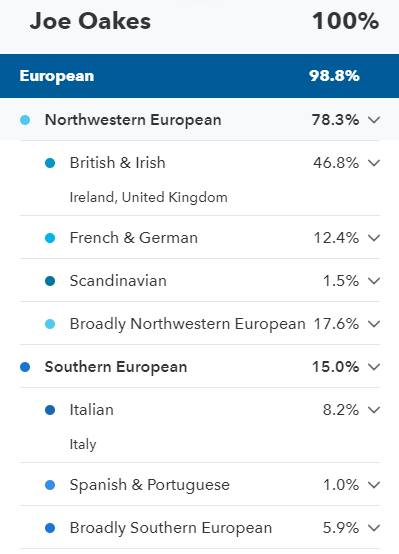 Joe Oakes 100%
European 98.8%
Northwestern European 78.3%
British & Irish 46.8%
Ireland, United Kingdom
French & German 12.4%
Scandinavian 1.5%
Broadly Northwestern European 17.6%
Southern European 15.0%
Italian 8.2%
Italy
Spanish & Portuguese 1.0%
Broadly Southern European 5.9%